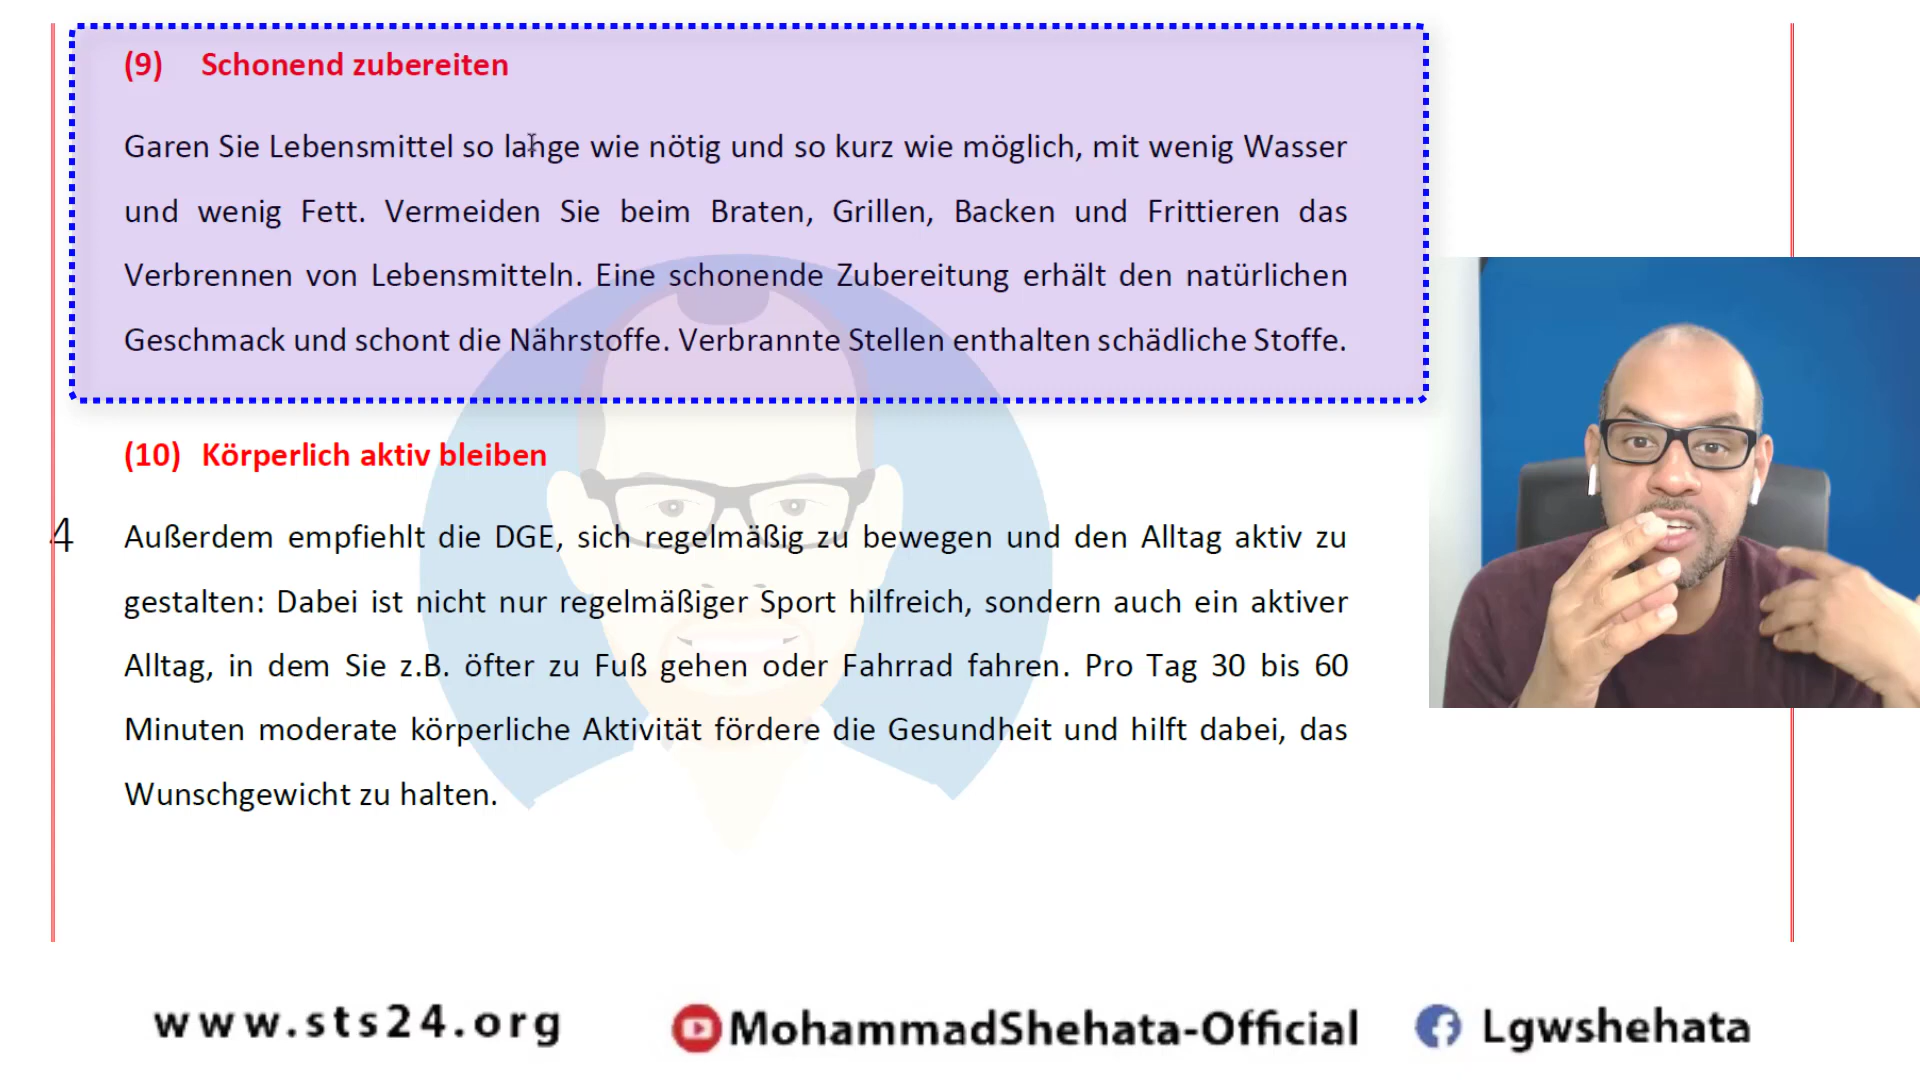 (9) Schonend zubereiten
Garen Sie Lebensmittel so lange wie nötig und so kurz wie möglich, mit wenig Wasser
und wenig Fett. Vermeiden Sie beim Braten, Grillen, Backen und Frittieren das
Verbrennen von Lebensmitteln. Eine schonende Zubereitung erhält den natürlichen
Geschmack und schont die Nährstoffe. Verbrannte Stellen enthalten schädliche Stoffe.
(10) Körperlich aktiv bleiben
4
Außerdem empfiehlt die DGE, sich regelmäßig zu bewegen und den Alltag aktiv zu
gestalten: Dabei ist nicht nur regelmäßiger Sport hilfreich, sondern auch ein aktiver
Alltag, in dem Sie z.B. öfter zu Fuß gehen oder Fahrrad fahren. Pro Tag 30 bis 60
Minuten moderate körperliche Aktivität fördere die Gesundheit und hilft dabei, das
Wunschgewicht zu halten.
www.sts24.org
MohammadShehata-Official
Lgwshehata